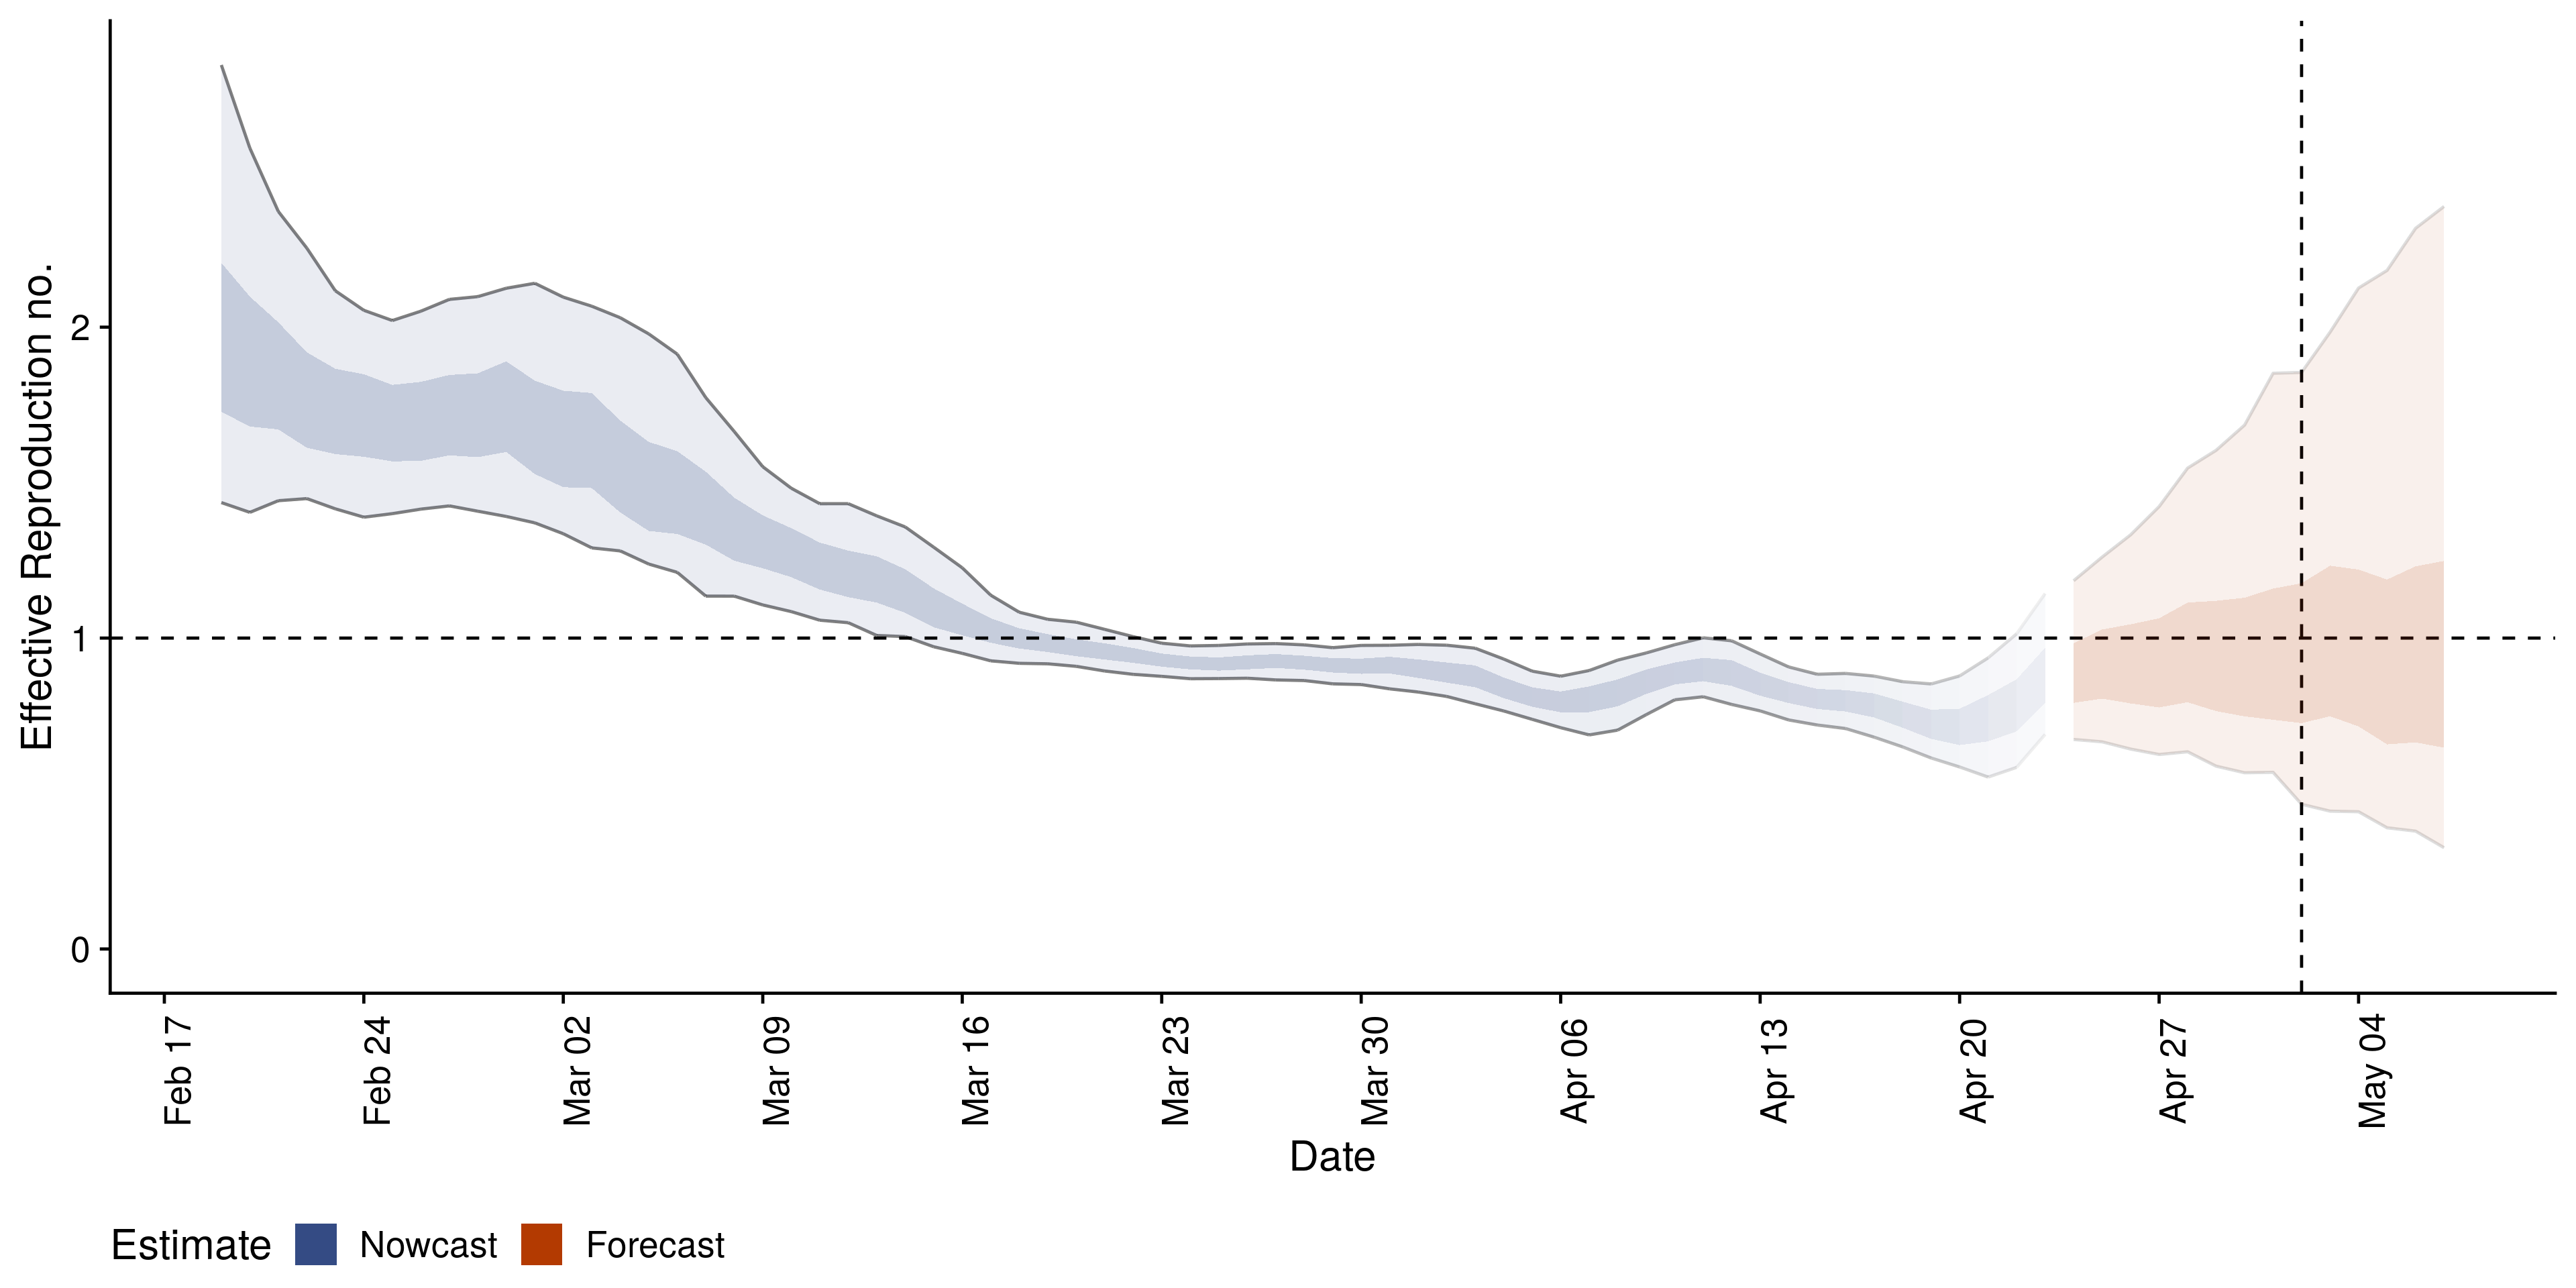 Effective Reproduction no.
2
1
0
Feb 17
Feb 24
Mar 02
Mar 09
Mar 16
Mar 23
Mar 30
Apr 06
Apr 13
Apr 20
Apr 27
May 04
Date
Estimate Nowcast Forecast